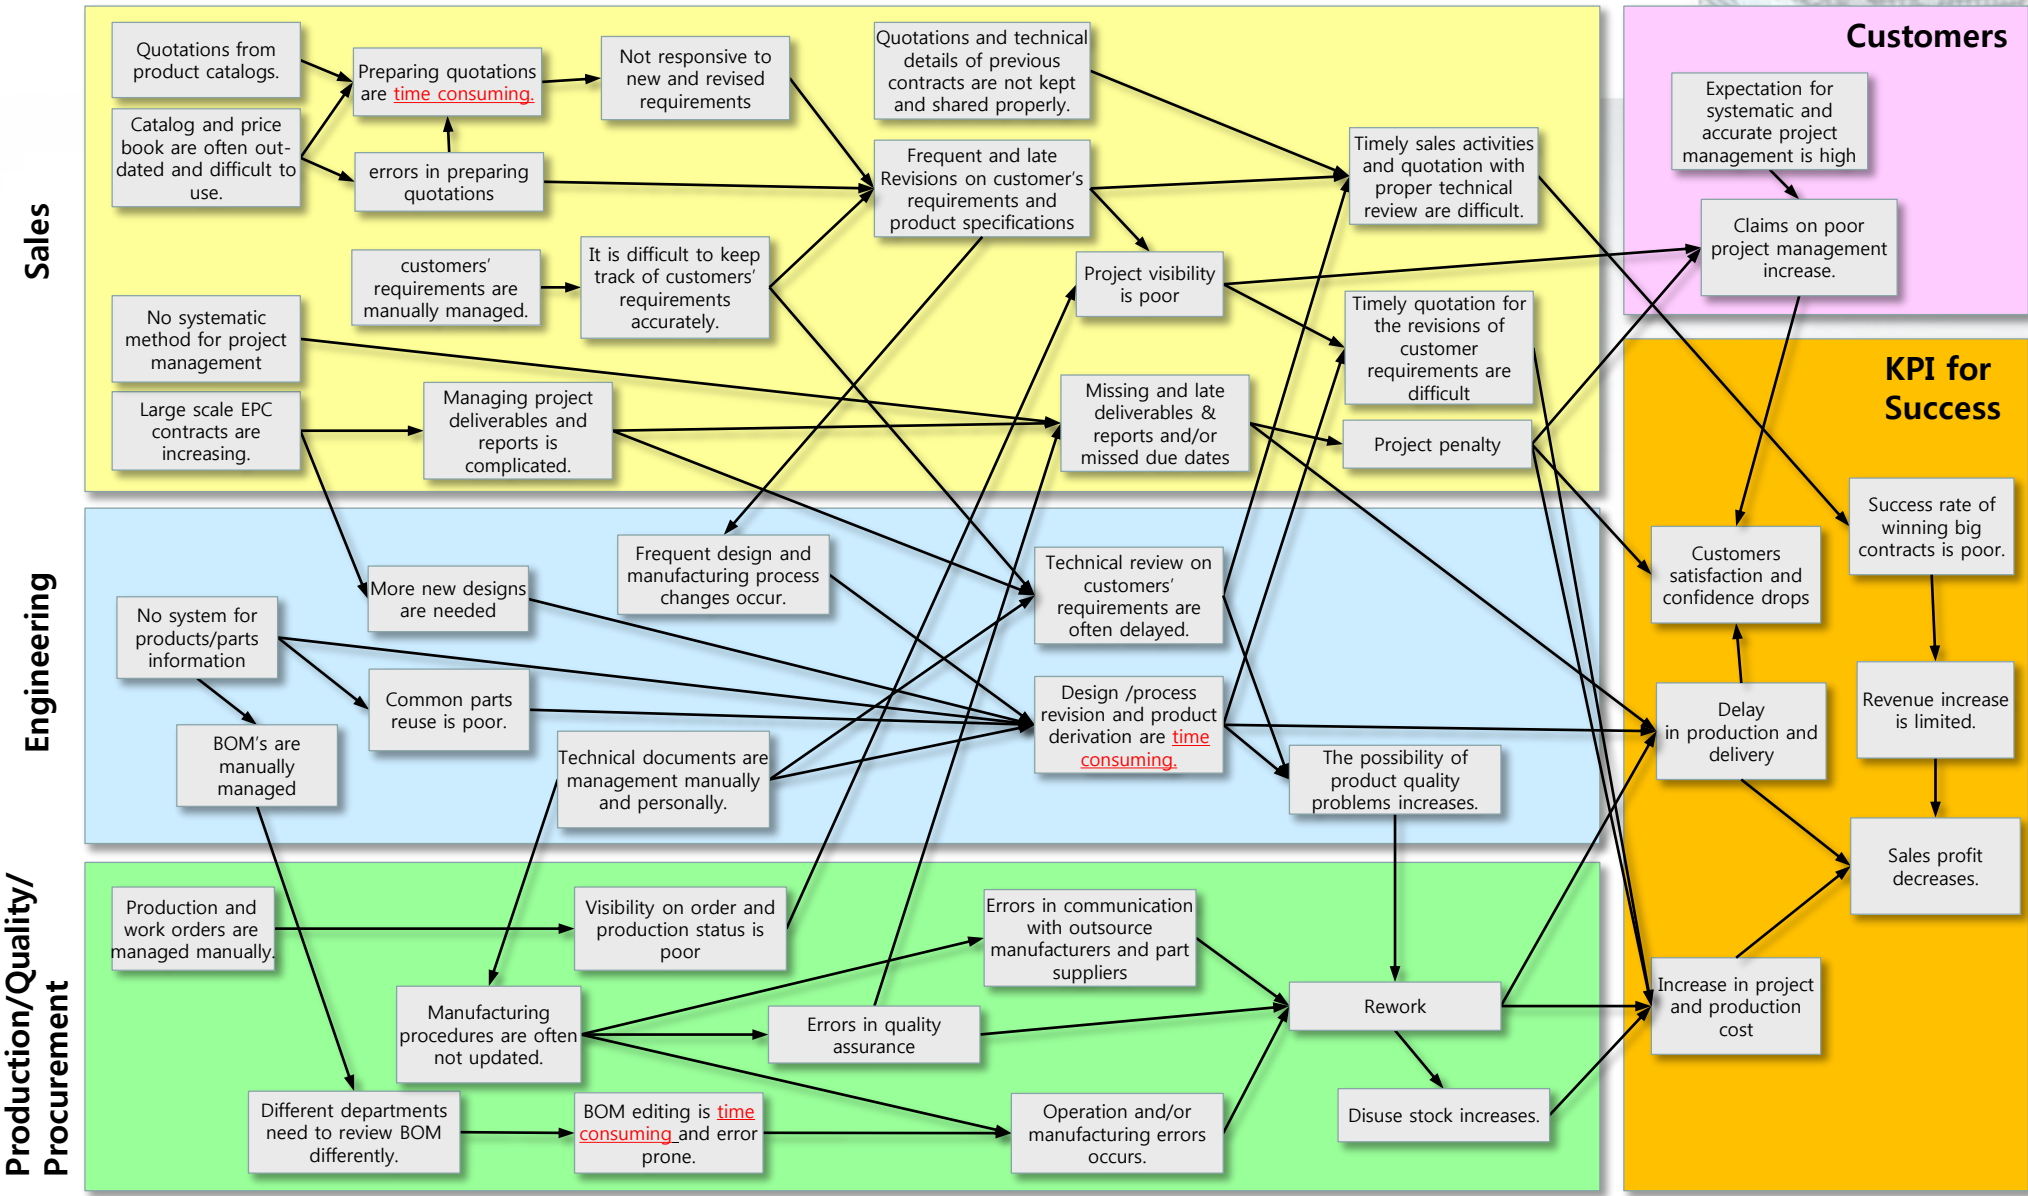 Sales
Quotations from
product catalogs.
Catalog and price
book are often out-
dated and difficult to
use.
Preparing quotations
are time consuming.
errors in preparing
quotations
Not responsive to
new and revised
requirements
Quotations and technical
details of previous
contracts are not kept
and shared properly.
Frequent and late
Revisions on customer's
requirements and
product specifications
Timely sales activities
and quotation with
proper technical
review are difficult.
customers'
requirements are
manually managed.
It is difficult to keep
track of customers'
requirements
accurately.
Project visibility
is poor
No systematic
method for project
management
Timely quotation for
the revisions of
customer
requirements are
difficult
Large scale EPC
contracts are
increasing.
Managing project
deliverables and
reports is
complicated.
Missing and late
deliverables &
reports and/or
missed due dates
Project penalty
Customers
Expectation for
systematic and
accurate project
management is high
Claims on poor
project management
increase.
KPI for
Success
Success rate of
winning big
contracts is poor.
Customers
satisfaction and
confidence drops
Revenue increase
is limited.
Delay
in production and
delivery
Sales profit
decreases.
Increase in project
and production
cost
Engineering
No system for
products/parts
information
More new designs
are needed
Frequent design and
manufacturing process
changes occur.
Technical review on
customers'
requirements are
often delayed.
Common parts
reuse is poor.
BOM's are
manually
managed
Technical documents are
management manually
and personally.
Design /process
revision and product
derivation are time
consuming.
The possibility of
product quality
problems increases.
Production/Quality/
Procurement
Production and
work orders are
managed manually.
Visibility on order and
production status is
poor
Errors in communication
with outsource
manufacturers and part
suppliers
Manufacturing
procedures are often
not updated.
Errors in quality
assurance
Rework
Different departments
need to review BOM
differently.
BOM editing is time
consuming and error
prone.
Operation and/or
manufacturing errors
occurs.
Disuse stock increases.